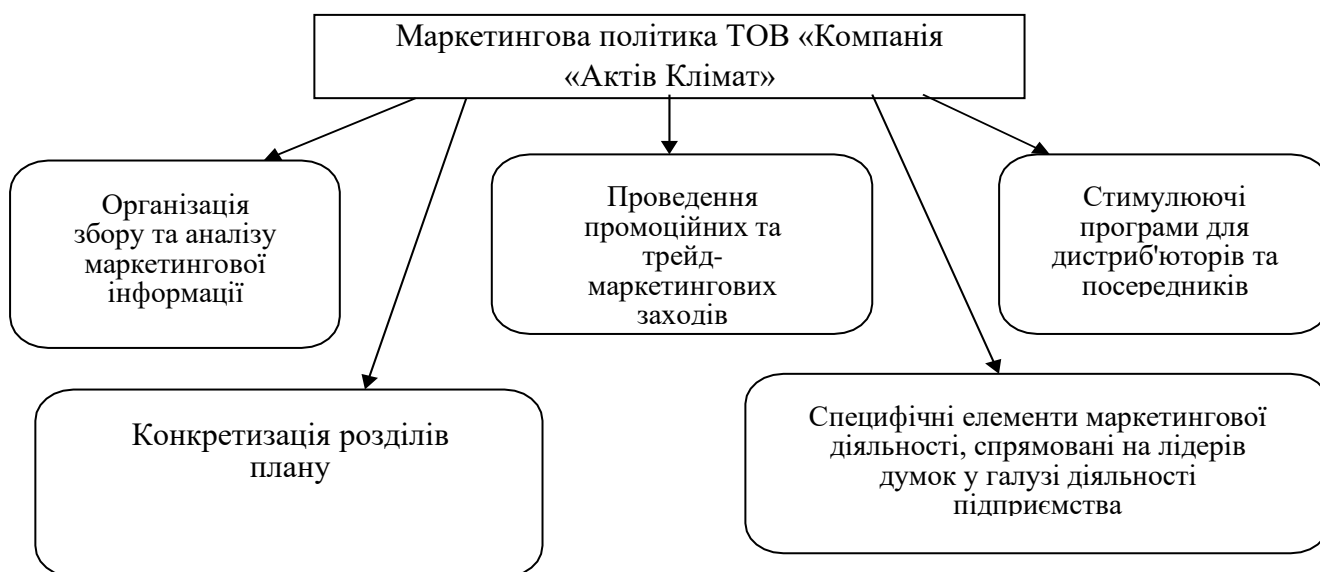 Маркетингова політика ТОВ «Компанія
«Актів Клімат»
Організація
збору та аналізу
маркетингової
інформації
Проведення
промоційних та
трейд-
маркетингових
заходів
Стимулюючі
програми для
дистриб'юторів та
посередників
Конкретизація розділів
плану
Специфічні елементи маркетингової
діяльності, спрямовані на лідерів
думок у галузі діяльності
підприємства